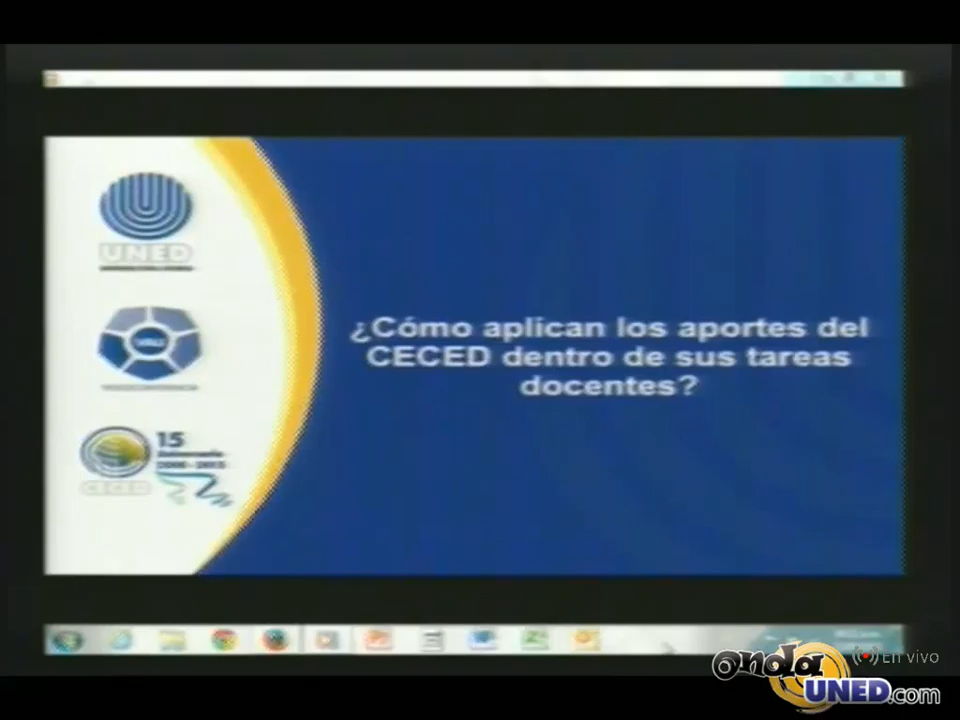 UNED
¿Cómo aplican los aportes del
CECED dentro de sus tareas
docentes?
15
Aniversario
CECED
onda
UNED.com
En vivo